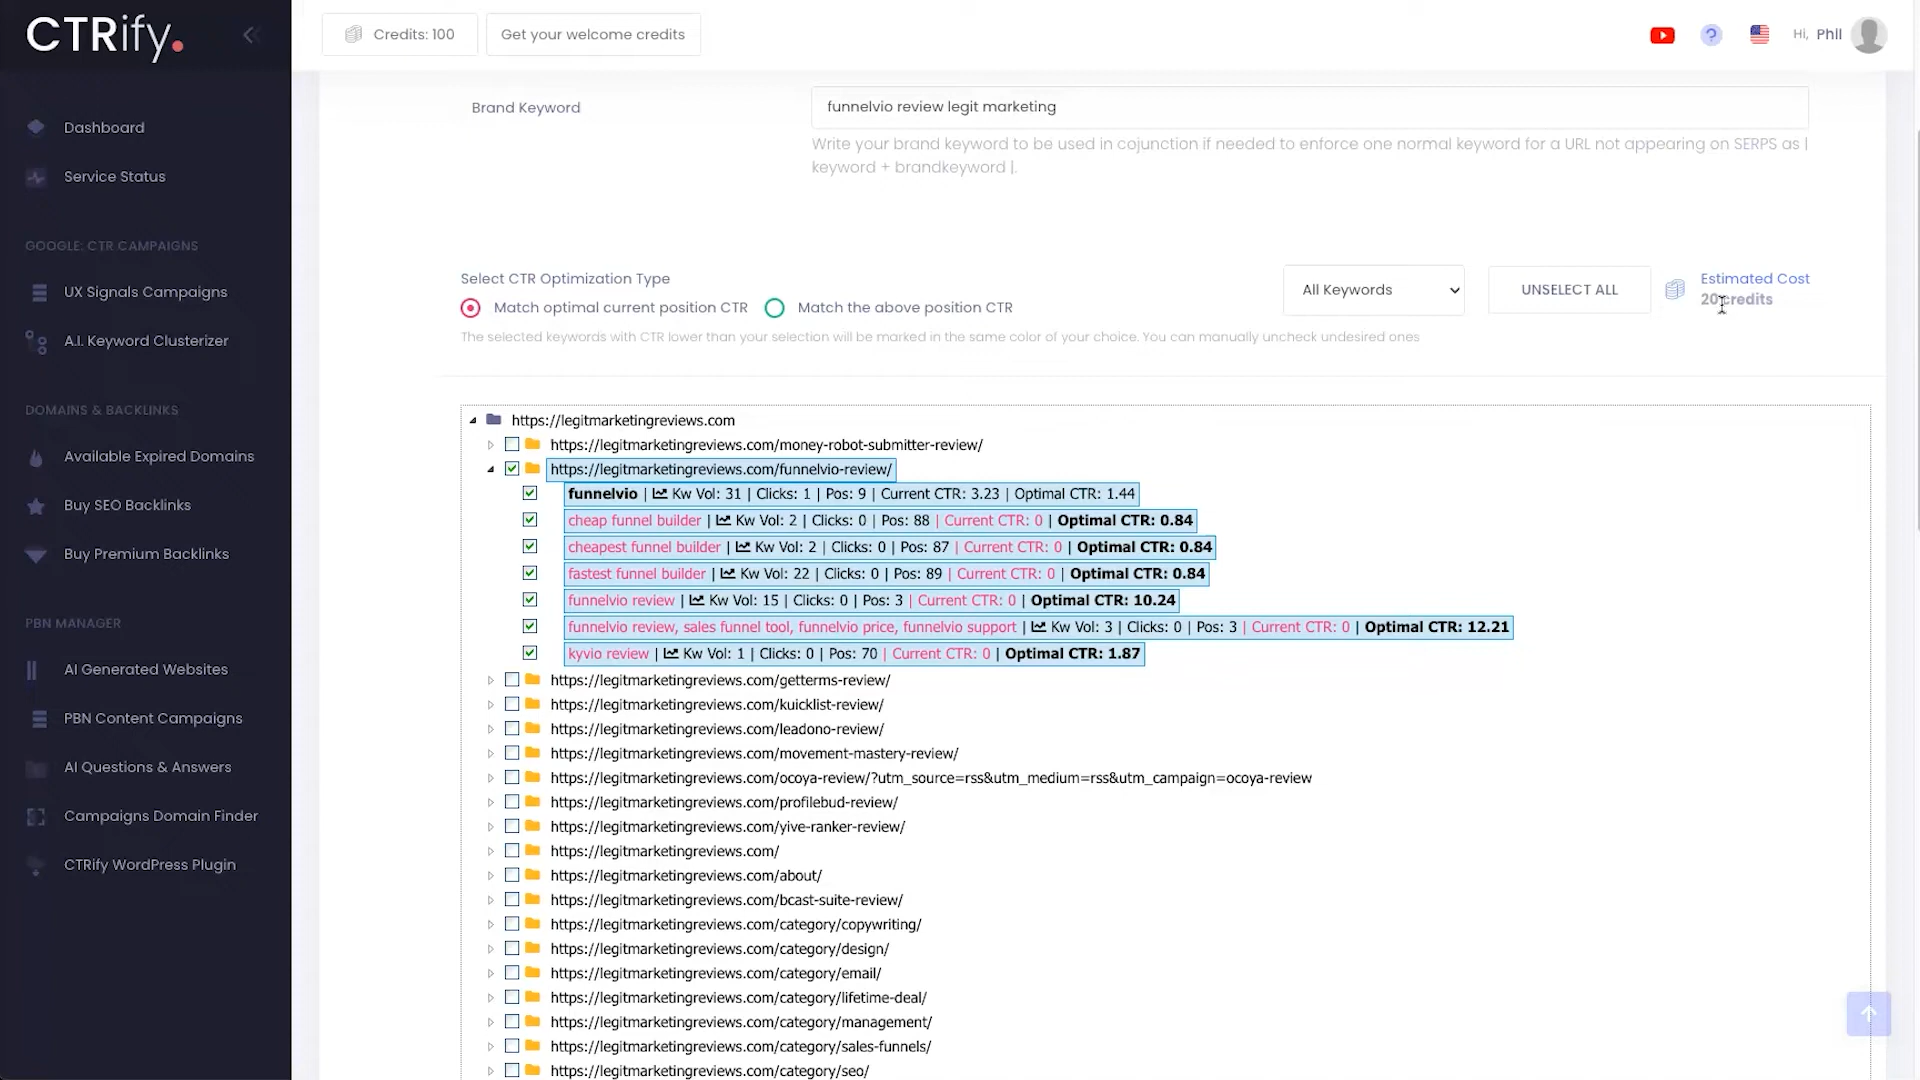 CTRify.
Credits: 100
Get your welcome credits
Hi, Phil
Dashboard
Service Status
GOOGLE: CTR CAMPAIGNS
UX Signals Campaigns
A.I. Keyword Clusterizer
DOMAINS & BACKLINKS
Available Expired Domains
Buy SEO Backlinks
Buy Premium Backlinks
PBN MANAGER
AI Generated Websites
PBN Content Campaigns
AI Questions & Answers
Campaigns Domain Finder
CTRify WordPress Plugin
Brand Keyword
funnelvio review legit marketing
Write your brand keyword to be used in cojunction if needed to enforce one normal keyword for a URL not appearing on SERPS as |
keyword + brandkeyword |.
Select CTR Optimization Type
Match optimal current position CTR
Match the above position CTR
All Keywords
UNSELECT ALL
Estimated Cost
20 credits
The selected keywords with CTR lower than your selection will be marked in the same color of your choice. You can manually uncheck undesired ones
https://legitmarketingreviews.com
https://legitmarketingreviews.com/money-robot-submitter-review/
https://legitmarketingreviews.com/funnelvio-review/
funnelvio | Kw Vol: 31 | Clicks: 1 | Pos: 9 | Current CTR: 3.23 | Optimal CTR: 1.44
cheap funnel builder | Kw Vol: 2 | Clicks: 0 | Pos: 88 | Current CTR: 0 | Optimal CTR: 0.84
cheapest funnel builder | Kw Vol: 2 | Clicks: 0 | Pos: 87 | Current CTR: 0 | Optimal CTR: 0.84
fastest funnel builder | Kw Vol: 22 | Clicks: 0 | Pos: 89 | Current CTR: 0 | Optimal CTR: 0.84
funnelvio review | Kw Vol: 15 | Clicks: 0 | Pos: 3 | Current CTR: 0 | Optimal CTR: 10.24
funnelvio review, sales funnel tool, funnelvio price, funnelvio support | Kw Vol: 3 | Clicks: 0 | Pos: 3 | Current CTR: 0 | Optimal CTR: 12.21
kyvio review | Kw Vol: 1 | Clicks: 0 | Pos: 70 | Current CTR: 0 | Optimal CTR: 1.87
https://legitmarketingreviews.com/getterms-review/
https://legitmarketingreviews.com/kuicklist-review/
https://legitmarketingreviews.com/leadono-review/
https://legitmarketingreviews.com/movement-mastery-review/
https://legitmarketingreviews.com/ocoya-review/?utm_source=rss&utm_medium=rss&utm_campaign=ocoya-review
https://legitmarketingreviews.com/profilebud-review/
https://legitmarketingreviews.com/yive-ranker-review/
https://legitmarketingreviews.com/
https://legitmarketingreviews.com/about/
https://legitmarketingreviews.com/bcast-suite-review/
https://legitmarketingreviews.com/category/copywriting/
https://legitmarketingreviews.com/category/design/
https://legitmarketingreviews.com/category/email/
https://legitmarketingreviews.com/category/lifetime-deal/
https://legitmarketingreviews.com/category/management/
https://legitmarketingreviews.com/category/sales-funnels/
https://legitmarketingreviews.com/category/seo/